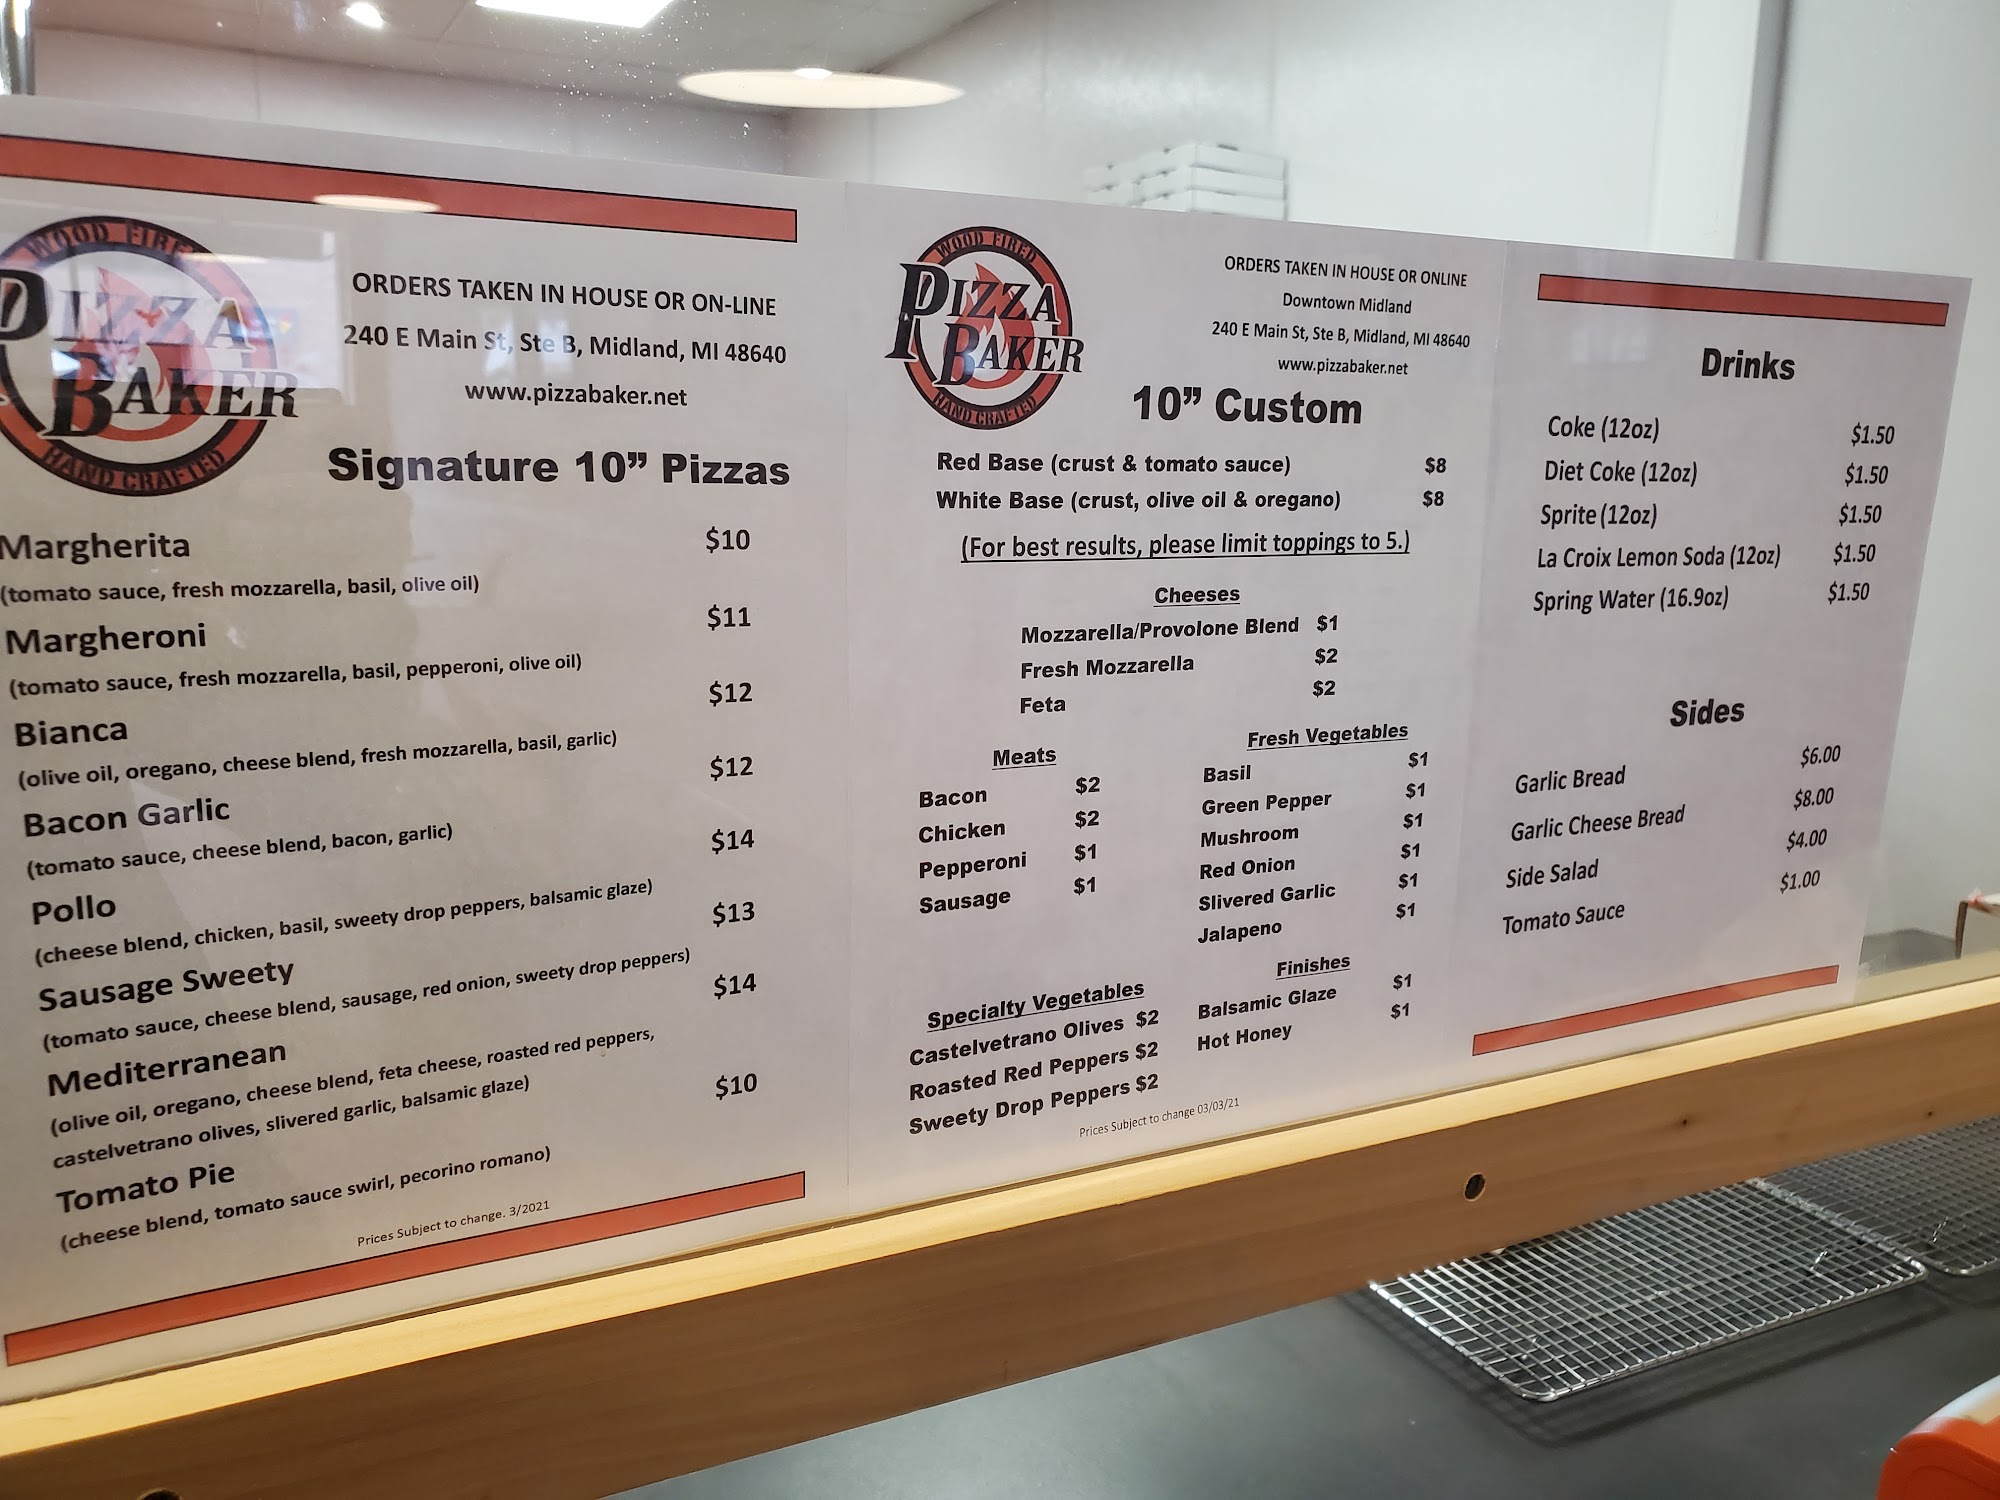 WOOD FIRED
PIZZA
BAKER
HAND CRAFTED
ORDERS TAKEN IN HOUSE OR ON-LINE
240 E Main St, Ste B, Midland, MI 48640
www.pizzabaker.net
Signature 10” Pizzas
Margherita $10
(tomato sauce, fresh mozzarella, basil, olive oil)
Margheroni $11
(tomato sauce, fresh mozzarella, basil, pepperoni, olive oil)
Bianca $12
(olive oil, oregano, cheese blend, fresh mozzarella, basil, garlic)
Bacon Garlic $12
(tomato sauce, cheese blend, bacon, garlic)
Pollo $14
(cheese blend, chicken, basil, sweety drop peppers, balsamic glaze)
Sausage Sweety $13
(tomato sauce, cheese blend, sausage, red onion, sweety drop peppers)
Mediterranean $14
(olive oil, oregano, cheese blend, feta cheese, roasted red peppers,
castelvetrano olives, slivered garlic, balsamic glaze)
Tomato Pie $10
(cheese blend, tomato sauce swirl, pecorino romano)
Prices Subject to change. 3/2021
WOOD FIRED
PIZZA
BAKER
HAND CRAFTED
ORDERS TAKEN IN HOUSE OR ONLINE
Downtown Midland
240 E Main St, Ste B, Midland, MI 48640
www.pizzabaker.net
10” Custom
Red Base (crust & tomato sauce) $8
White Base (crust, olive oil & oregano) $8
(For best results, please limit toppings to 5.)
Cheeses
Mozzarella/Provolone Blend $1
Fresh Mozzarella $2
Feta $2
Meats
Bacon $2
Chicken $2
Pepperoni $1
Sausage $1
Fresh Vegetables
Basil $1
Green Pepper $1
Mushroom $1
Red Onion $1
Slivered Garlic $1
Jalapeno $1
Specialty Vegetables
Castelvetrano Olives $2
Roasted Red Peppers $2
Sweety Drop Peppers $2
Finishes
Balsamic Glaze $1
Hot Honey $1
Prices Subject to change 03/03/21
Drinks
Coke (12oz) $1.50
Diet Coke (12oz) $1.50
Sprite (12oz) $1.50
La Croix Lemon Soda (12oz) $1.50
Spring Water (16.9oz) $1.50
Sides
Garlic Bread $6.00
Garlic Cheese Bread $8.00
Side Salad $4.00
Tomato Sauce $1.00